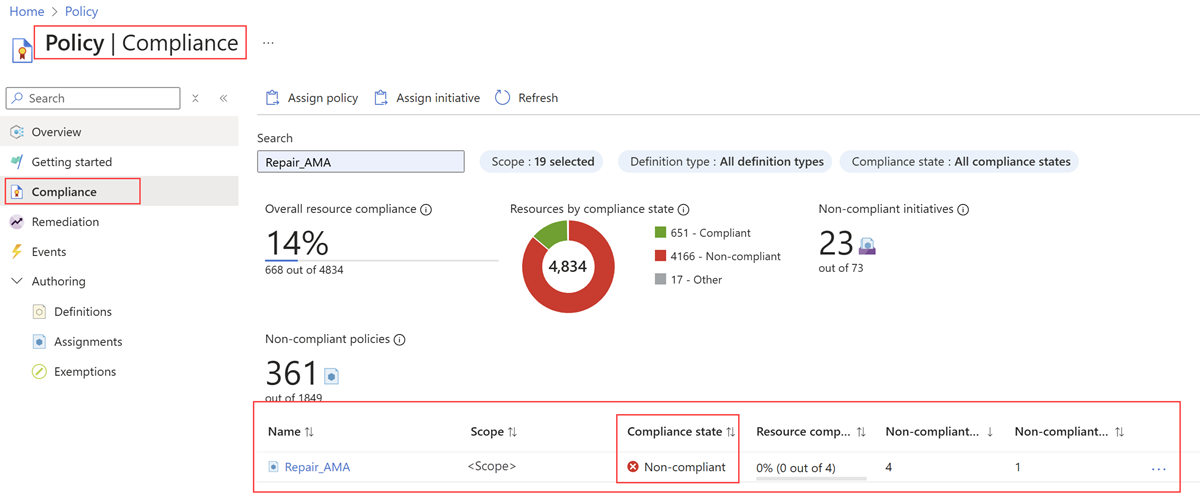 Home > Policy
Policy | Compliance ...
Search
Overview
Getting started
Compliance
Remediation
Events
Authoring
Definitions
Assignments
Exemptions
Assign policy Assign initiative Refresh
Search
Repair_AMA Scope : 19 selected Definition type : All definition types Compliance state : All compliance states
Overall resource compliance
14%
668 out of 4834
Resources by compliance state
4,834
651 - Compliant
4166 - Non-compliant
17 - Other
Non-compliant initiatives
23
out of 73
Non-compliant policies
361
out of 1849
Name Scope Compliance state Resource comp... Non-compliant... Non-compliant...
Repair_AMA <Scope> Non-compliant 0% (0 out of 4) 4 1 ...